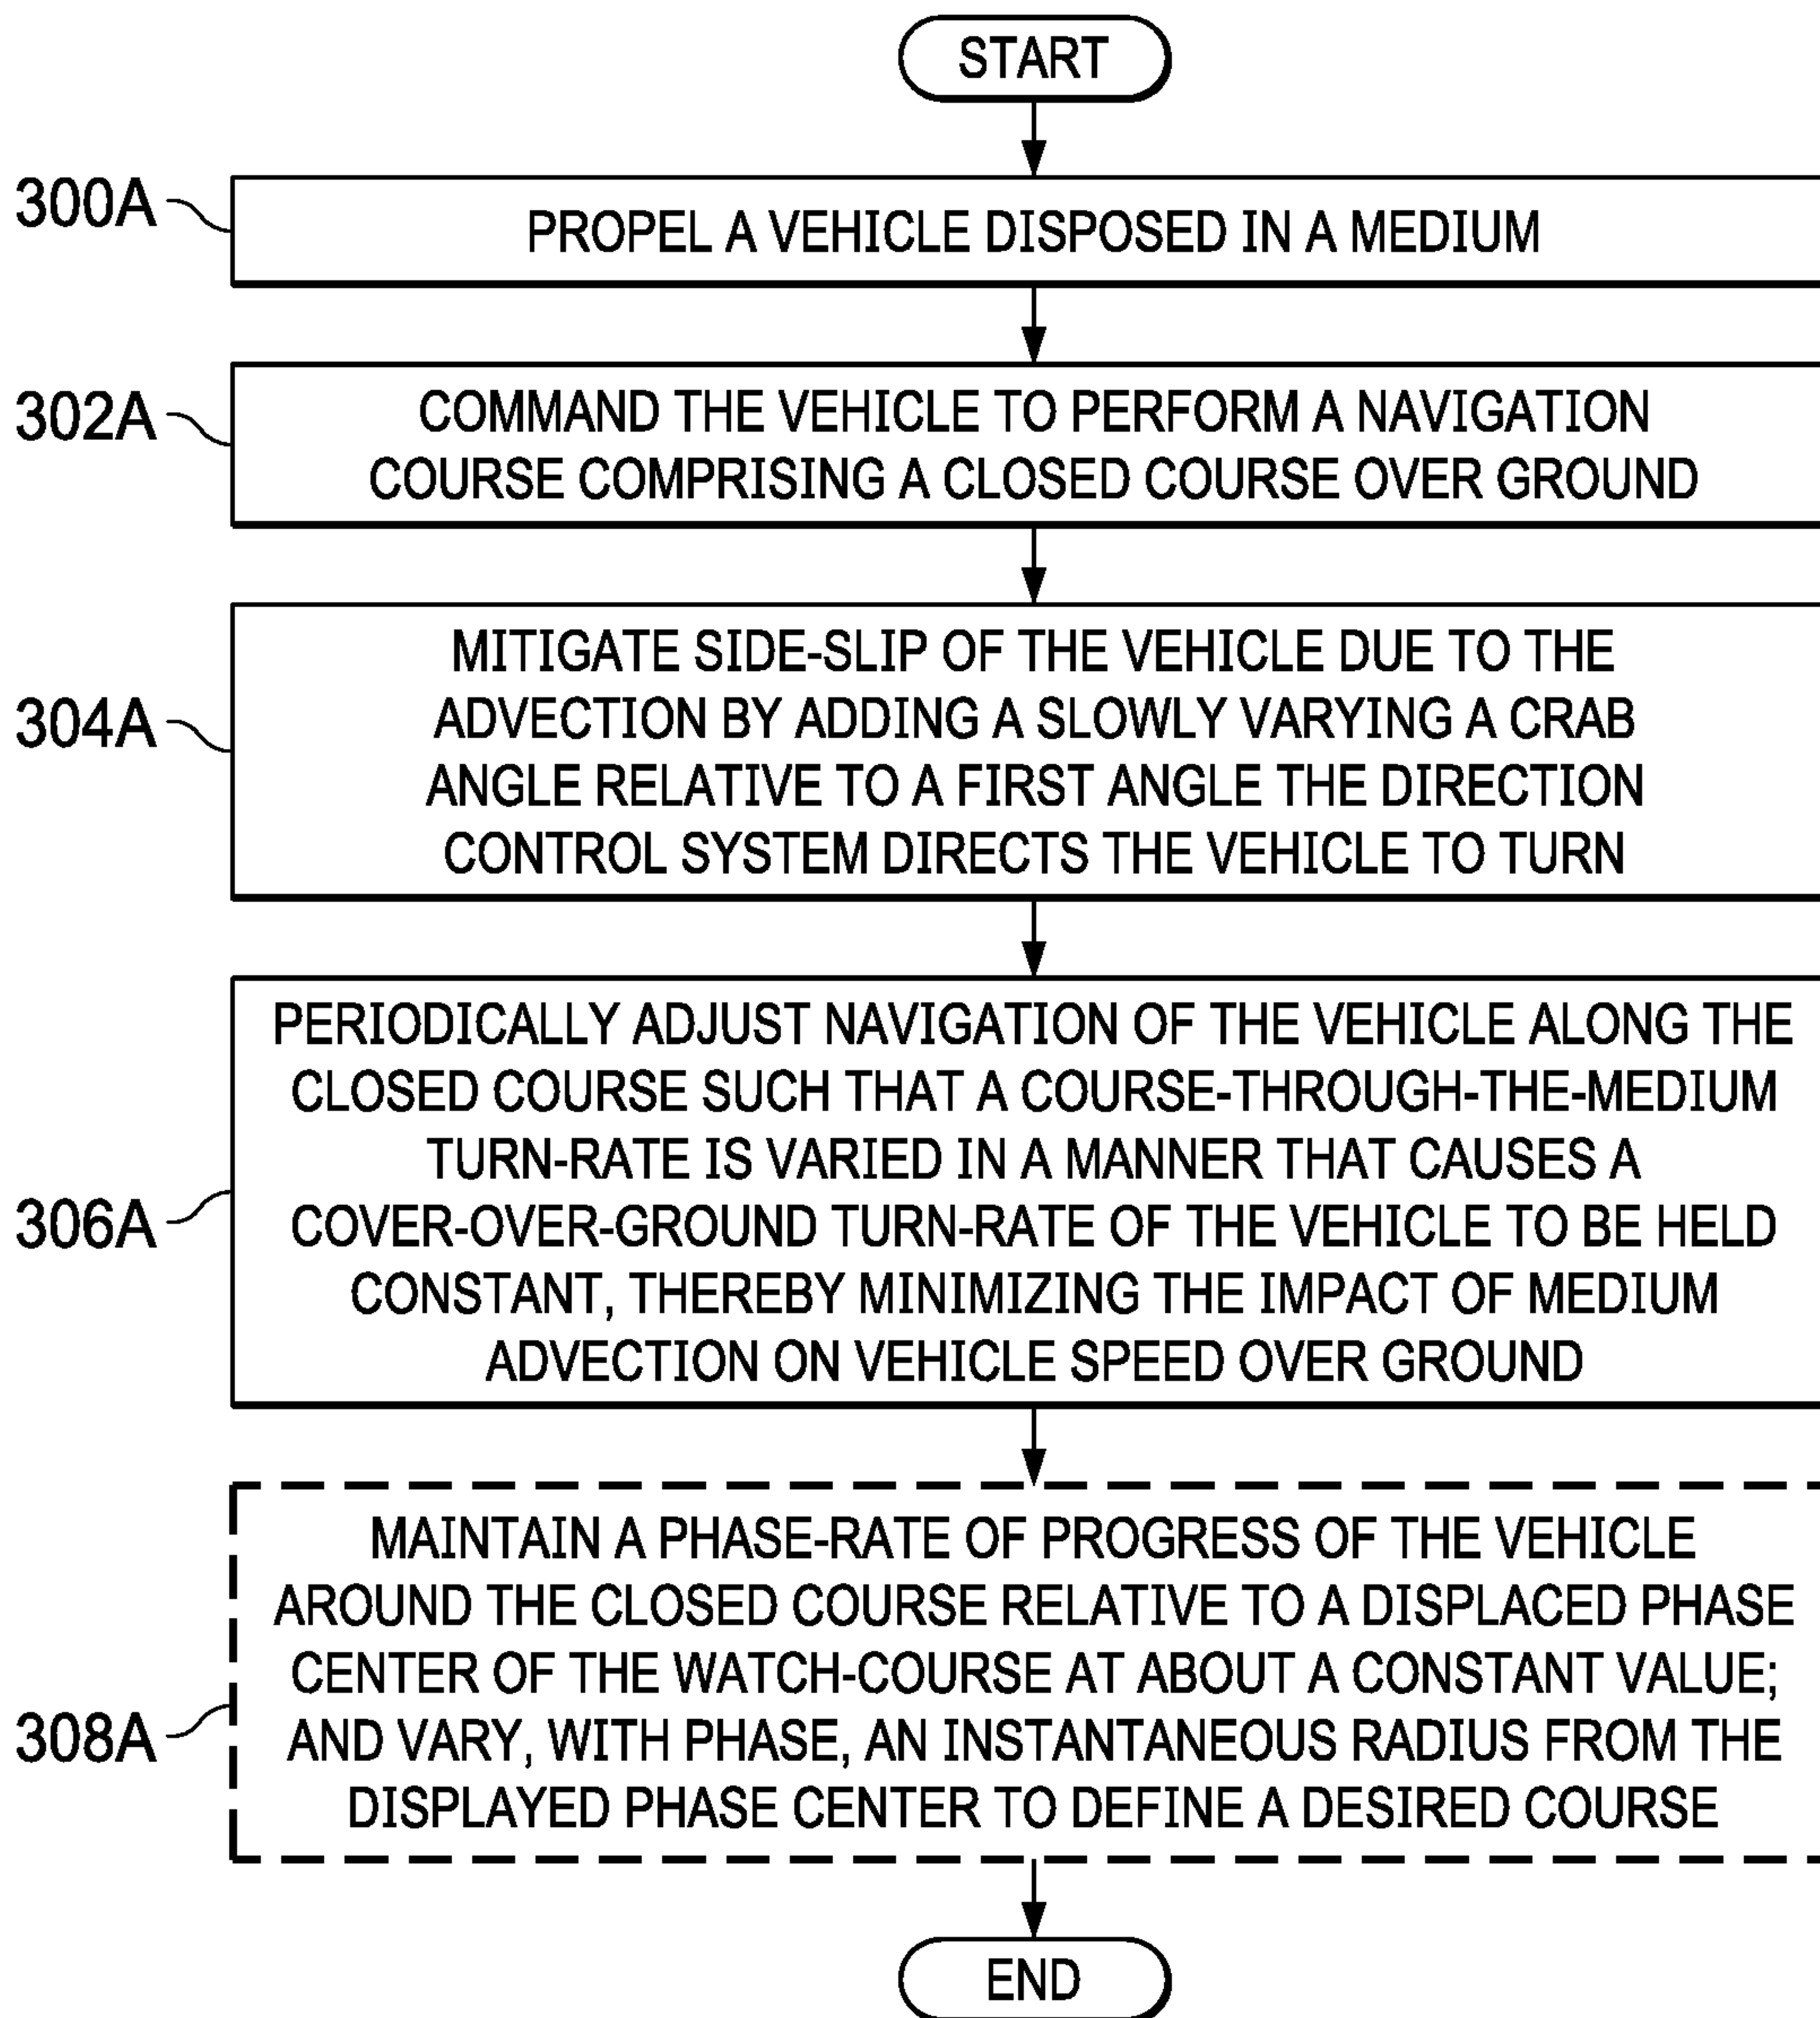 START
300A
PROPEL A VEHICLE DISPOSED IN A MEDIUM
302A
COMMAND THE VEHICLE TO PERFORM A NAVIGATION
COURSE COMPRISING A CLOSED COURSE OVER GROUND
304A
MITIGATE SIDE-SLIP OF THE VEHICLE DUE TO THE
ADVECTION BY ADDING A SLOWLY VARYING A CRAB
ANGLE RELATIVE TO A FIRST ANGLE THE DIRECTION
CONTROL SYSTEM DIRECTS THE VEHICLE TO TURN
306A
PERIODICALLY ADJUST NAVIGATION OF THE VEHICLE ALONG THE
CLOSED COURSE SUCH THAT A COURSE-THROUGH-THE-MEDIUM
TURN-RATE IS VARIED IN A MANNER THAT CAUSES A
COVER-OVER-GROUND TURN-RATE OF THE VEHICLE TO BE HELD
CONSTANT, THEREBY MINIMIZING THE IMPACT OF MEDIUM
ADVECTION ON VEHICLE SPEED OVER GROUND
308A
MAINTAIN A PHASE-RATE OF PROGRESS OF THE VEHICLE
AROUND THE CLOSED COURSE RELATIVE TO A DISPLACED PHASE
CENTER OF THE WATCH-COURSE AT ABOUT A CONSTANT VALUE;
AND VARY, WITH PHASE, AN INSTANTANEOUS RADIUS FROM THE
DISPLAYED PHASE CENTER TO DEFINE A DESIRED COURSE
END